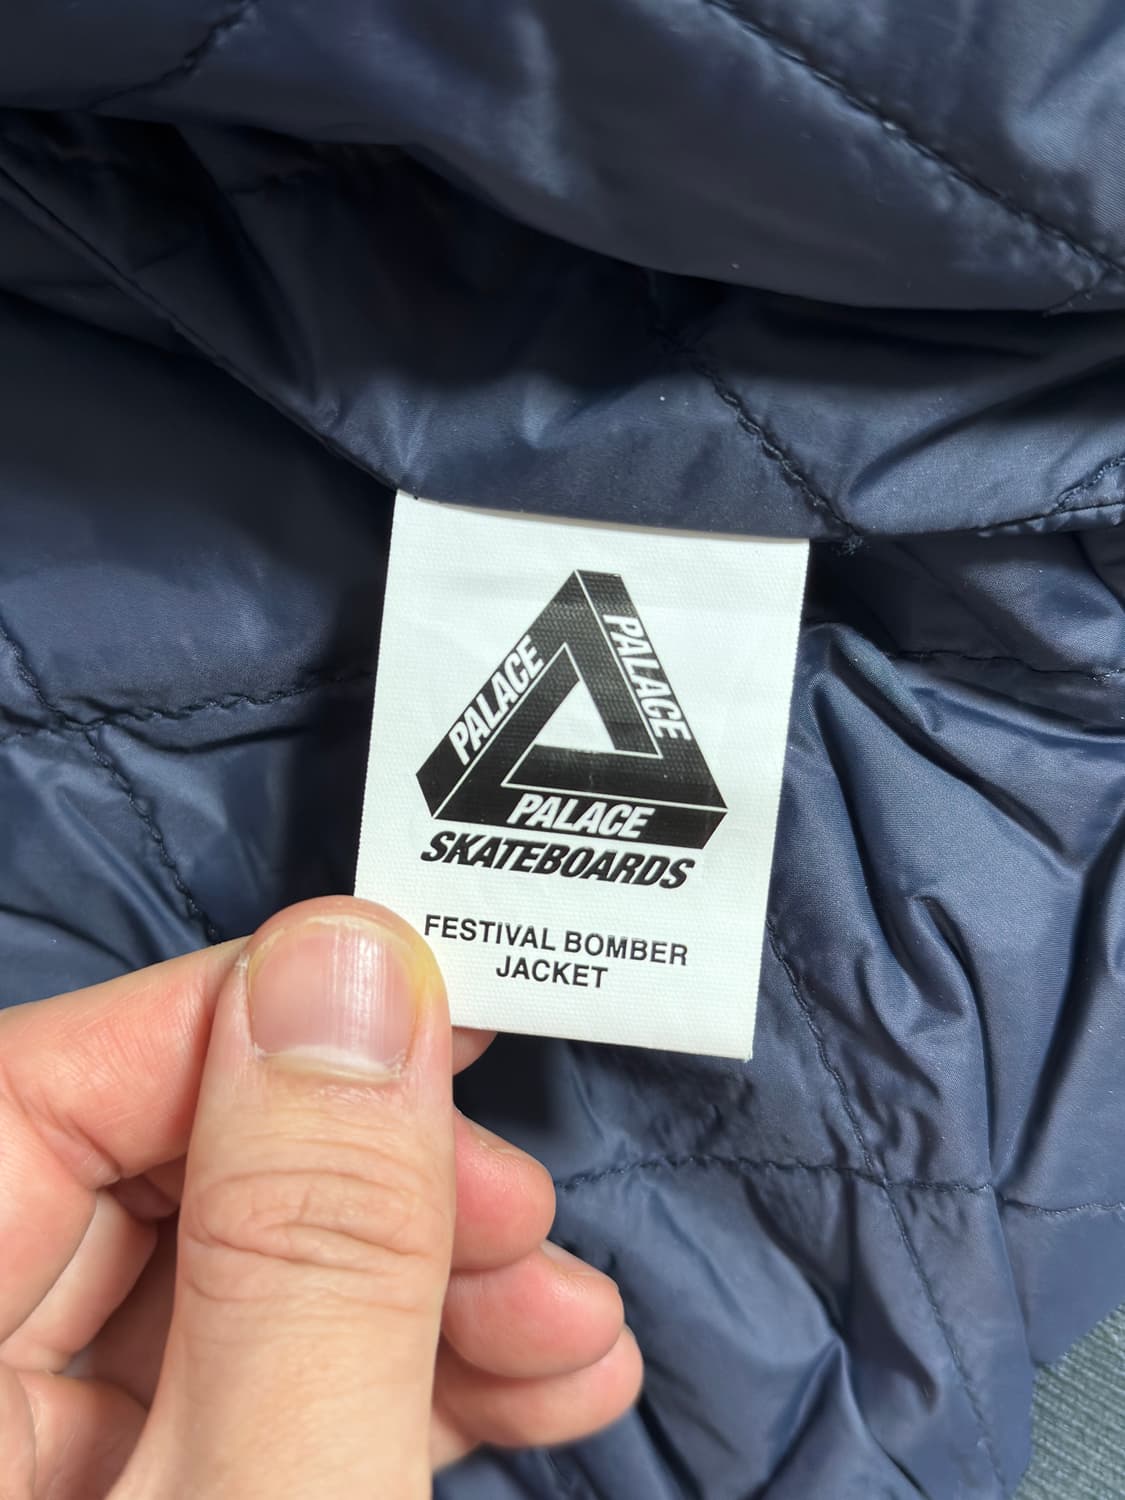 PALACE
PALACE
PALACE
SKATEBOARDS
FESTIVAL BOMBER
JACKET